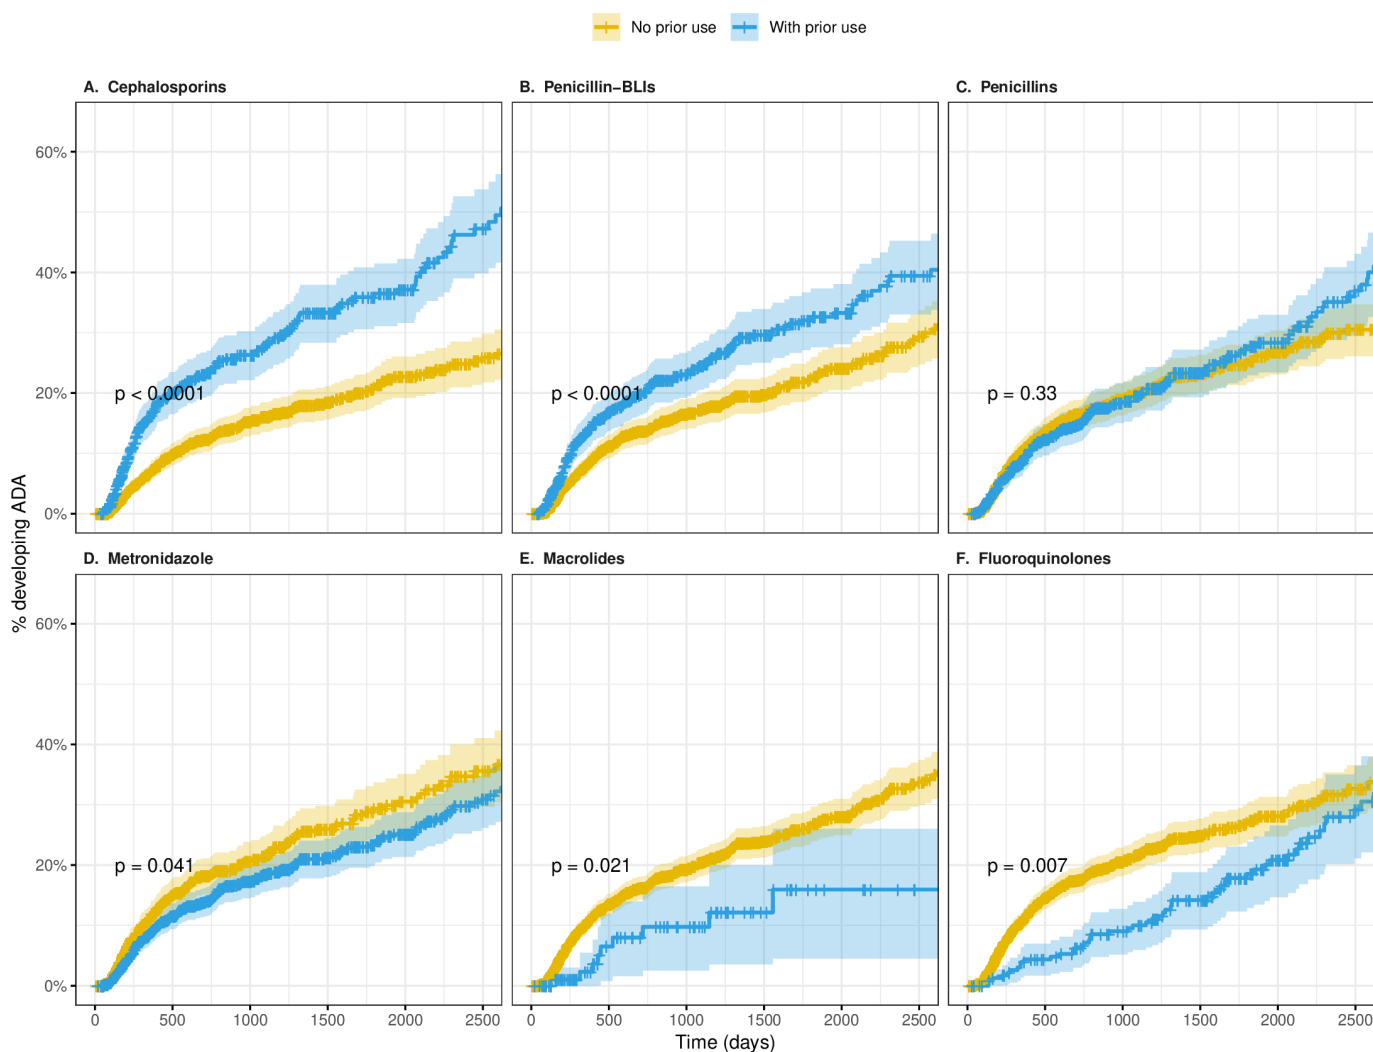 No prior use With prior use
A. Cephalosporins
B. Penicillin−BLIs
C. Penicillins
60%
40%
20%
0%
p < 0.0001
p < 0.0001
p = 0.33
% developing ADA
D. Metronidazole
E. Macrolides
F. Fluoroquinolones
60%
40%
20%
0%
p = 0.041
p = 0.021
p = 0.007
0 500 1000 1500 2000 2500
0 500 1000 1500 2000 2500
0 500 1000 1500 2000 2500
Time (days)